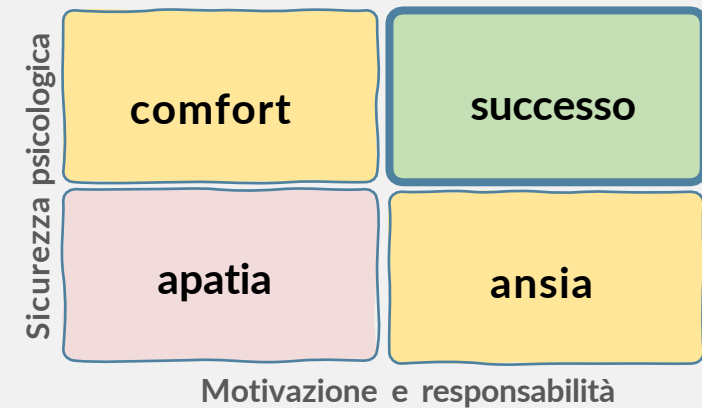 Sicurezza psicologica
comfort
successo
apatia
ansia
Motivazione e responsabilità